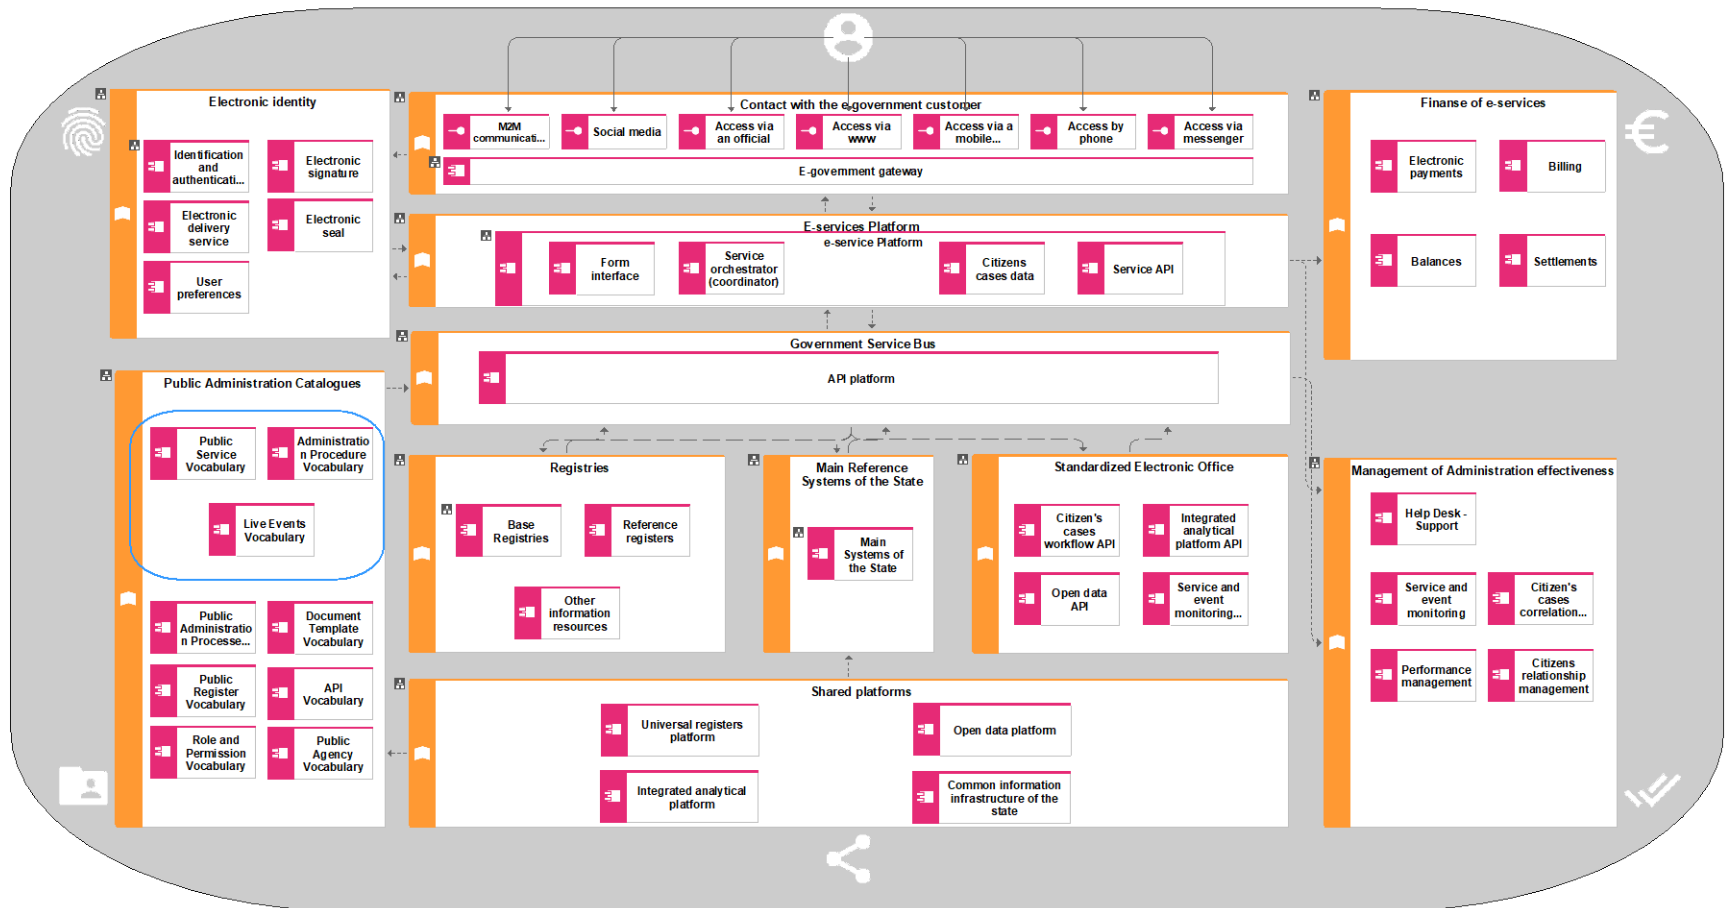 Electronic identity
Identification
and
authenticati...
Electronic
signature
Electronic
delivery
service
Electronic
seal
User
preferences
Contact with the e-government customer
M2M
communicati...
Social media
Access via
an official
Access via
www
Access via a
mobile...
Access by
phone
Access via
messenger
E-government gateway
Finanse of e-services
Electronic
payments
Billing
Balances
Settlements
E-services Platform
e-service Platform
Form
interface
Service
orchestrator
(coordinator)
Citizens
cases data
Service API
Government Service Bus
API platform
Public Administration Catalogues
Public
Service
Vocabulary
Administratio
n Procedure
Vocabulary
Live Events
Vocabulary
Public
Administratio
n Processe...
Document
Template
Vocabulary
Public
Register
Vocabulary
API
Vocabulary
Role and
Permission
Vocabulary
Public
Agency
Vocabulary
Registries
Base
Registries
Reference
registers
Other
information
resources
Main Reference
Systems of the State
Main
Systems of
the State
Standardized Electronic Office
Citizen's
cases
workflow API
Integrated
analytical
platform API
Open data
API
Service and
event
monitoring...
Management of Administration effectiveness
Help Desk -
Support
Service and
event
monitoring
Citizen's
cases
correlation...
Performance
management
Citizens
relationship
management
Shared platforms
Universal registers
platform
Open data platform
Integrated analytical
platform
Common information
infrastructure of the
state